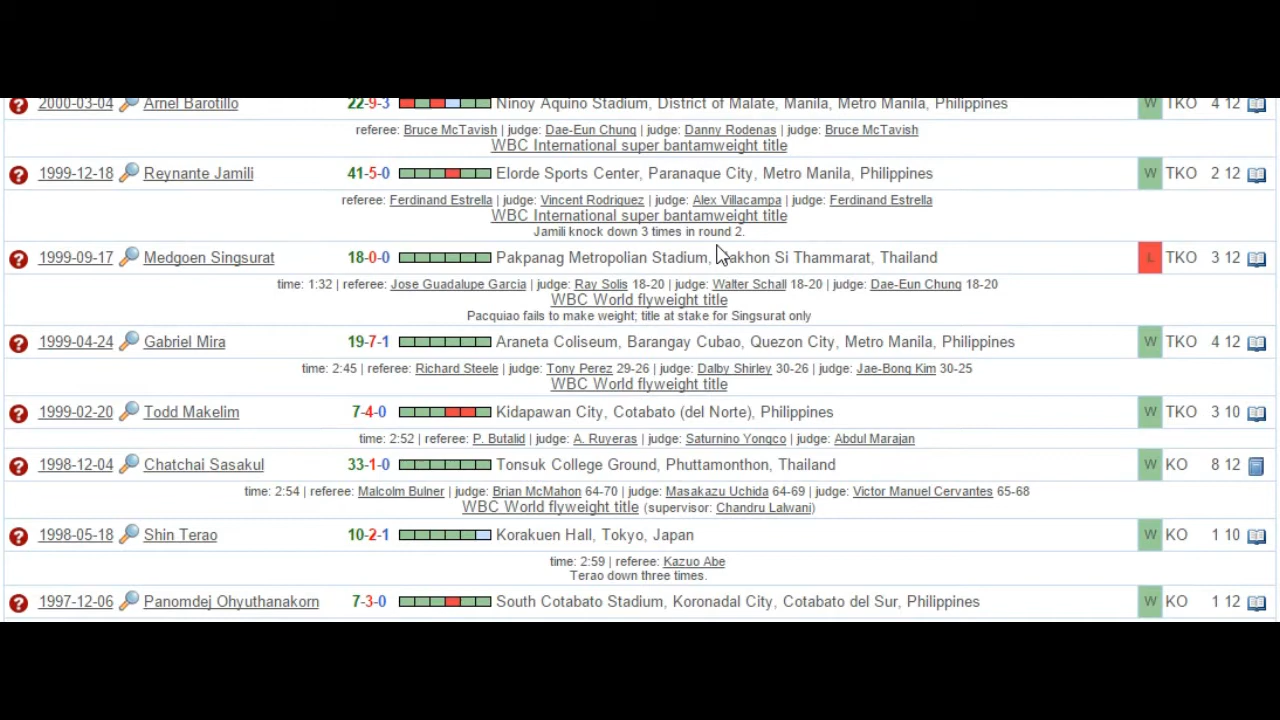 2000-03-04 Arnel Barotillo 22-9-3 Ninoy Aquino Stadium, District of Malate, Manila, Metro Manila, Philippines W TKO 4 12
referee: Bruce McTavish | judge: Dae-Eun Chung | judge: Danny Rodenas | judge: Bruce McTavish
WBC International super bantamweight title
? 1999-12-18 Reynante Jamili 41-5-0 Elorde Sports Center, Paranaque City, Metro Manila, Philippines W TKO 2 12
referee: Ferdinand Estrella | judge: Vincent Rodriquez | judge: Alex Villacampa | judge: Ferdinand Estrella
WBC International super bantamweight title
Jamili knock down 3 times in round 2.
? 1999-09-17 Medgoen Singsurat 18-0-0 Pakpanag Metropolian Stadium, Nakhon Si Thammarat, Thailand L TKO 3 12
time: 1:32 | referee: Jose Guadalupe Garcia | judge: Ray Solis 18-20 | judge: Walter Schall 18-20 | judge: Dae-Eun Chung 18-20
WBC World flyweight title
Pacquiao fails to make weight; title at stake for Singsurat only
? 1999-04-24 Gabriel Mira 19-7-1 Araneta Coliseum, Barangay Cubao, Quezon City, Metro Manila, Philippines W TKO 4 12
time: 2:45 | referee: Richard Steele | judge: Tony Perez 29-26 | judge: Dalby Shirley 30-26 | judge: Jae-Bong Kim 30-25
WBC World flyweight title
? 1999-02-20 Todd Makelim 7-4-0 Kidapawan City, Cotabato (del Norte), Philippines W TKO 3 10
time: 2:52 | referee: P. Butalid | judge: A. Ruyeras | judge: Saturnino Yongco | judge: Abdul Marajan
? 1998-12-04 Chatchai Sasakul 33-1-0 Tonsuk College Ground, Phuttamonthon, Thailand W KO 8 12
time: 2:54 | referee: Malcolm Bulner | judge: Brian McMahon 64-70 | judge: Masakazu Uchida 64-69 | judge: Victor Manuel Cervantes 65-68
WBC World flyweight title (supervisor: Chandru Lalwani)
? 1998-05-18 Shin Terao 10-2-1 Korakuen Hall, Tokyo, Japan W KO 1 10
time: 2:59 | referee: Kazuo Abe
Terao down three times.
? 1997-12-06 Panomdej Ohyuthanakorn 7-3-0 South Cotabato Stadium, Koronadal City, Cotabato del Sur, Philippines W KO 1 12